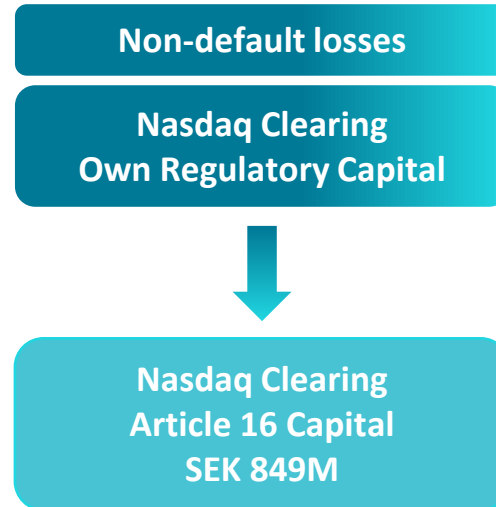 Non-default losses
Nasdaq Clearing
Own Regulatory Capital
Nasdaq Clearing
Article 16 Capital
SEK 849M